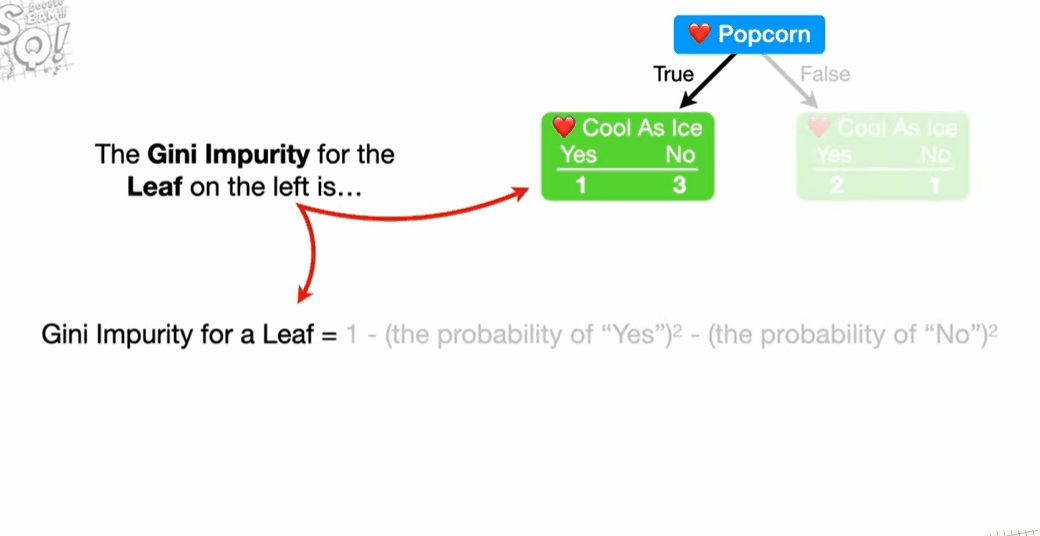 DOUBLE
BAM!!!
SQ!
❤️ Popcorn
True
False
❤️ Cool As Ice
Yes No
1 3
❤️ Cool As Ice
Yes No
2 1
The Gini Impurity for the
Leaf on the left is…
Gini Impurity for a Leaf = 1 - (the probability of “Yes”)² - (the probability of “No”)²